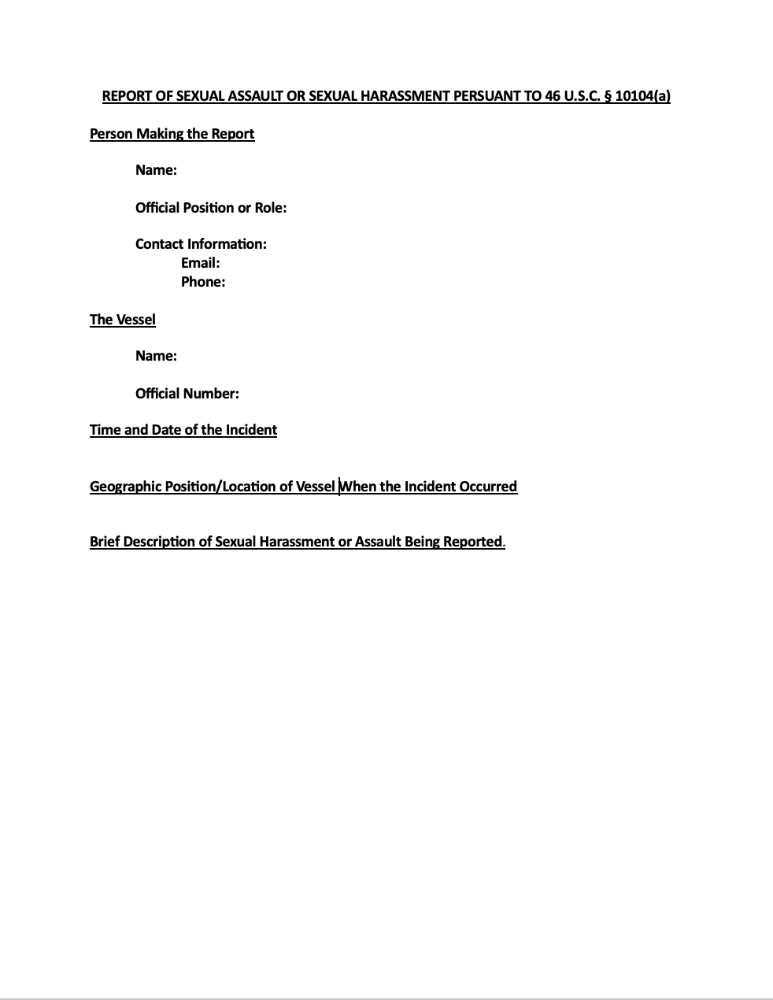 REPORT OF SEXUAL ASSAULT OR SEXUAL HARASSMENT PERSUANT TO 46 U.S.C. § 10104(a)
Person Making the Report
Name:
Official Position or Role:
Contact Information:
Email:
Phone:
The Vessel
Name:
Official Number:
Time and Date of the Incident
Geographic Position/Location of Vessel When the Incident Occurred
Brief Description of Sexual Harassment or Assault Being Reported.